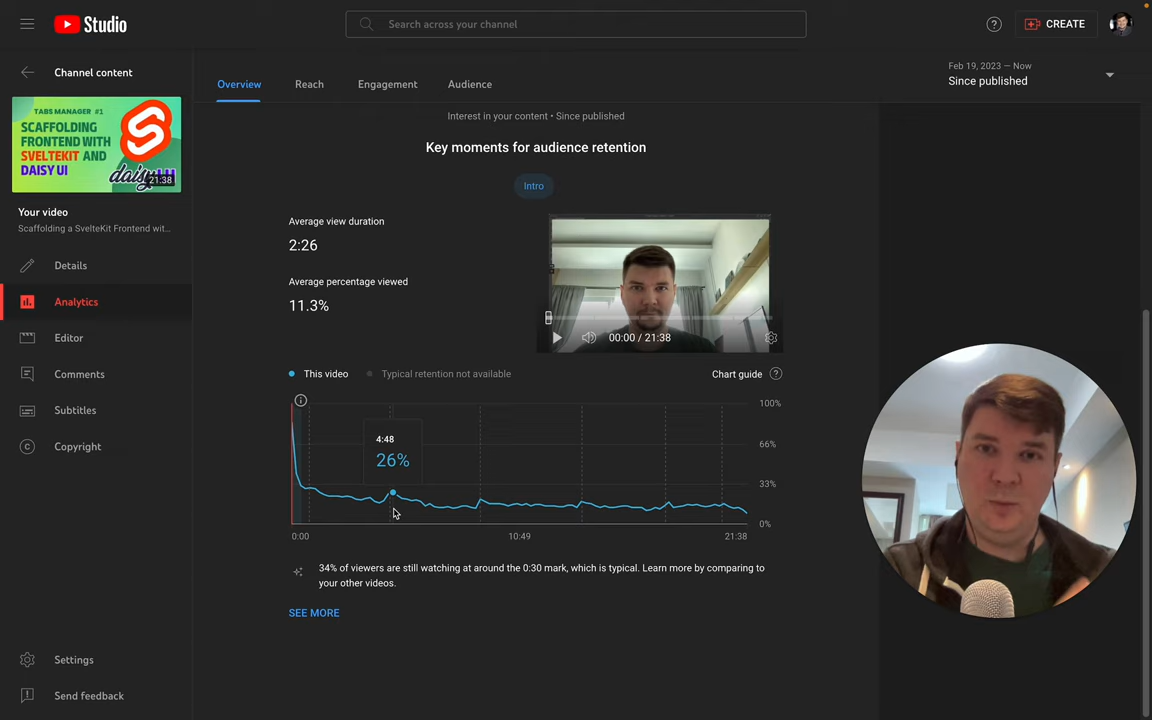 Studio
Search across your channel
CREATE
Channel content
Overview
Reach
Engagement
Audience
Feb 19, 2023 — Now
Since published
TABS MANAGER #1
SCAFFOLDING
FRONTEND WITH
SVELTEKIT AND
DAISY UI
21:38
Your video
Scaffolding a SvelteKit Frontend wit...
Details
Analytics
Editor
Comments
Subtitles
Copyright
Settings
Send feedback
Interest in your content • Since published
Key moments for audience retention
Intro
Average view duration
2:26
Average percentage viewed
11.3%
00:00 / 21:38
This video
Typical retention not available
Chart guide
4:48
26%
100%
66%
33%
0%
0:00
10:49
21:38
34% of viewers are still watching at around the 0:30 mark, which is typical. Learn more by comparing to
your other videos.
SEE MORE